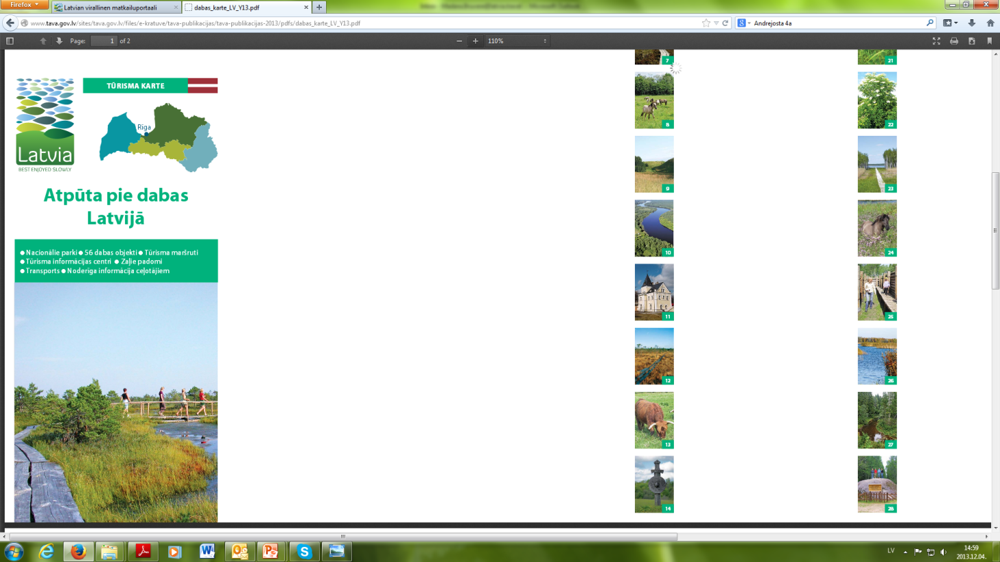 Firefox
Latvian virallinen matkailuportaali
dabas_karte_LV_Y13.pdf
www.tava.gov.lv/sites/tava.gov.lv/files/e-kratuve/tava-publikacijas/tava-publikacijas-2013/pdfs/dabas_karte_LV_Y13.pdf
Andrejosta 4a
Page: 1 of 2
110%
TŪRISMA KARTE
Rīga
Latvia
BEST ENJOYED SLOWLY
Atpūta pie dabas
Latvijā
● Nacionālie parki ● 56 dabas objekti ● Tūrisma maršruti
● Tūrisma informācijas centri ● Zaļie padomi
● Transports ● Noderīga informācija ceļotājiem
7
8
9
10
11
12
13
14
21
22
23
24
25
26
27
28
LV
14:59
2013.12.04.